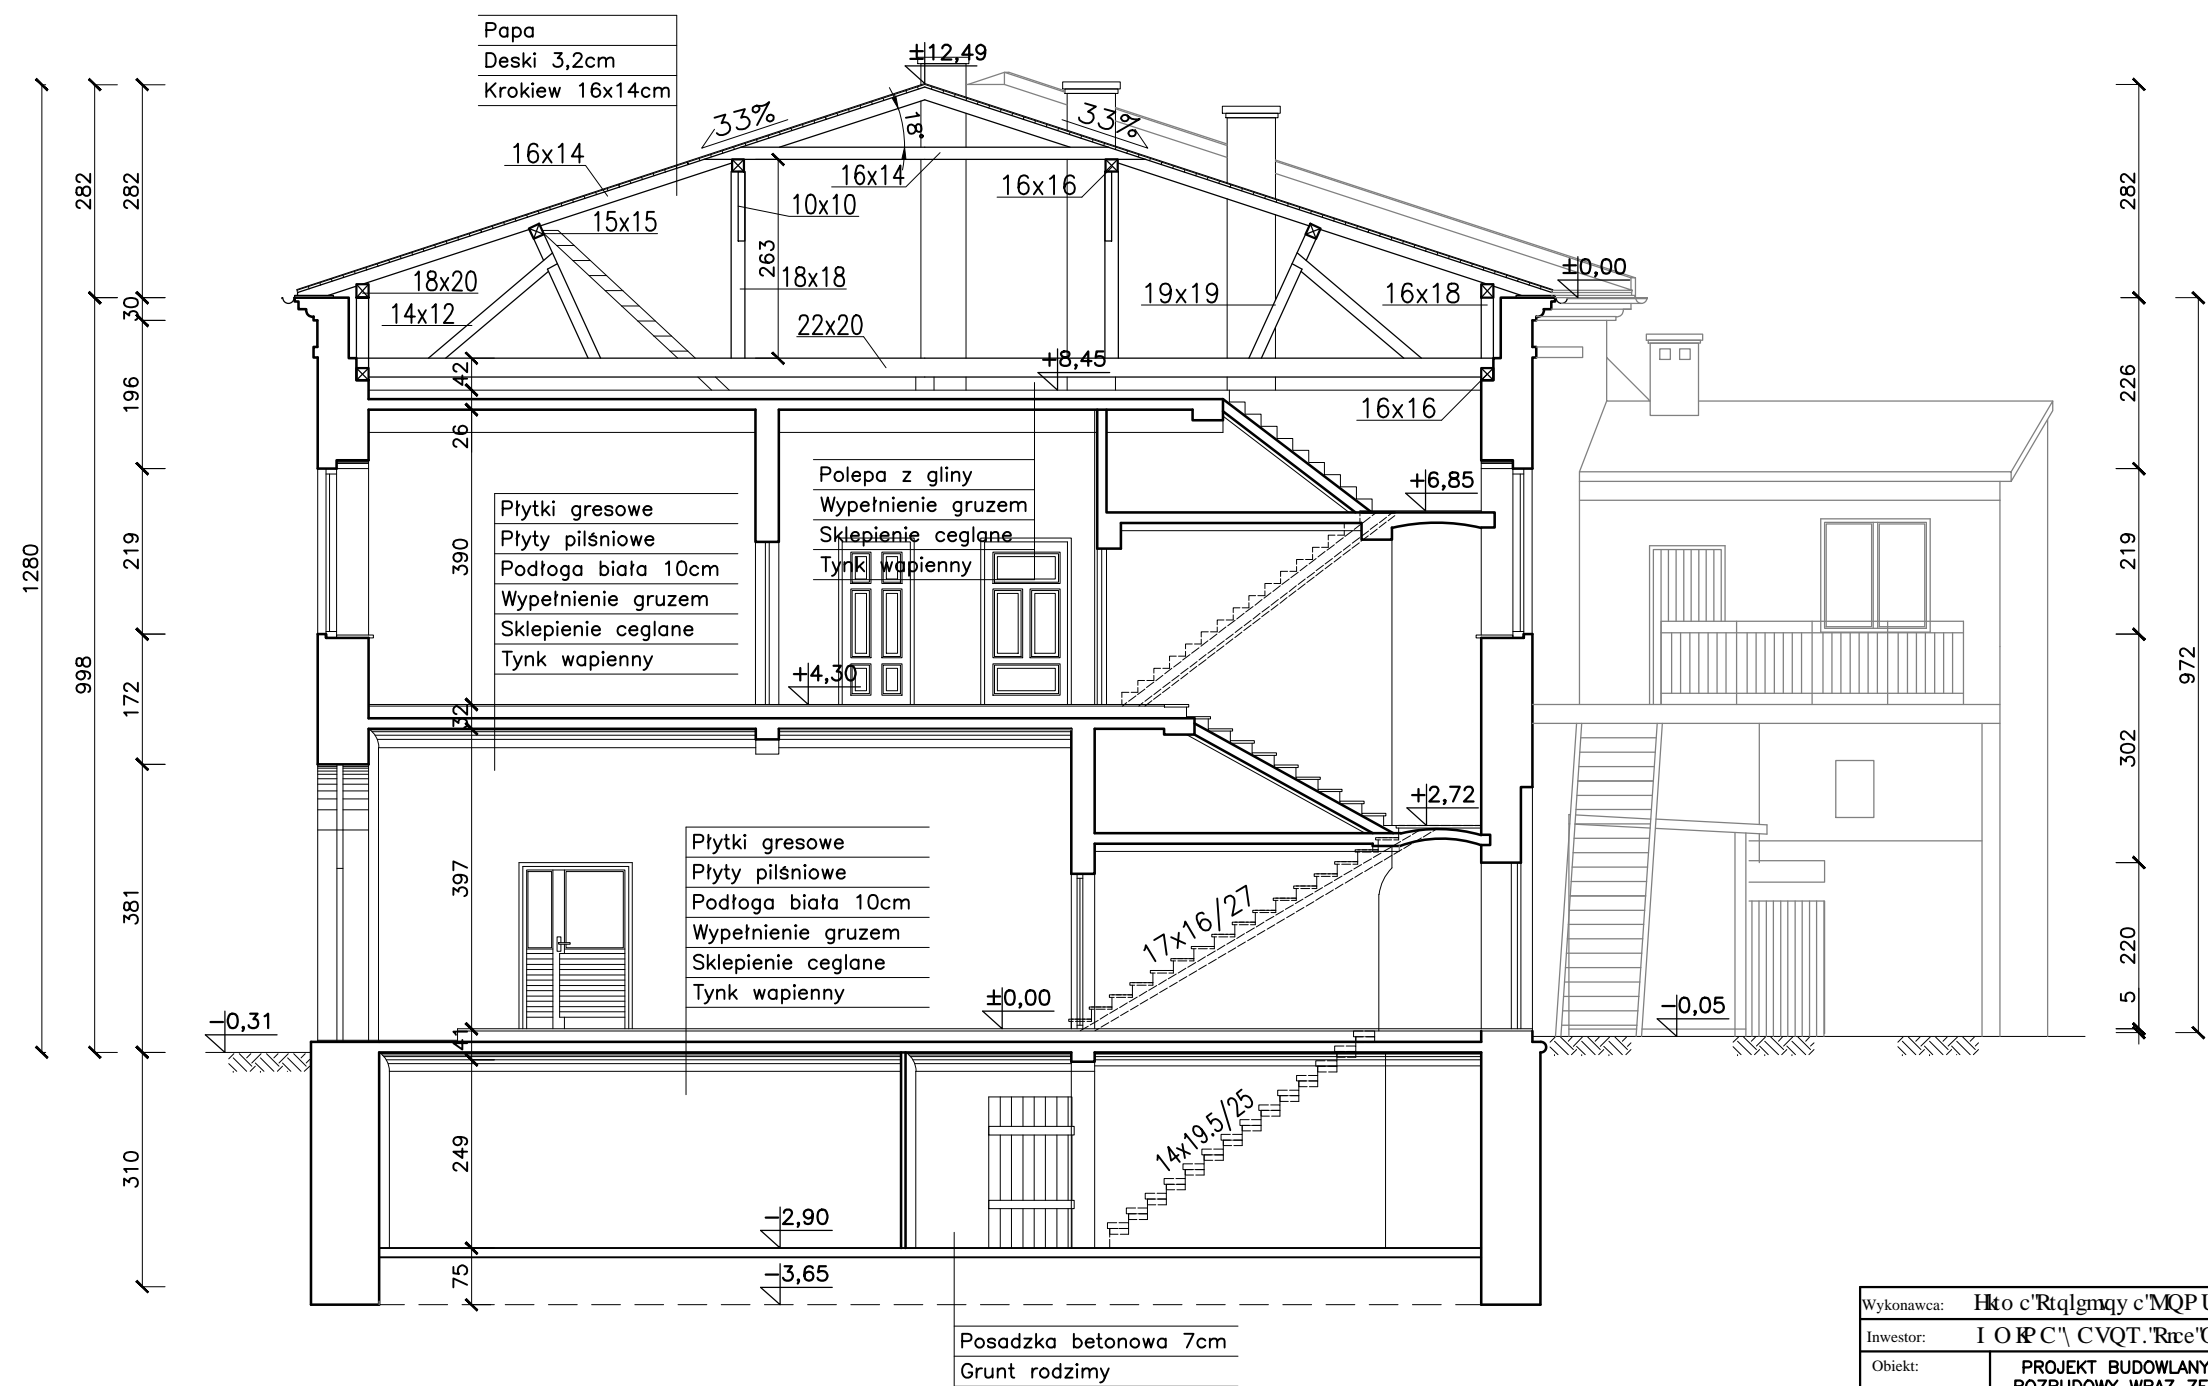 Papa
Deski 3,2cm
Krokiew 16x14cm
±12,49
33%
33%
18°
16x14
16x14
16x16
10x10
15x15
263
18x18
18x20
14x12
22x20
19x19
16x18
±0,00
+8,45
16x16
282
282
30
196
219
172
381
310
998
1280
42
26
390
32
397
41
249
75
Płytki gresowe
Płyty pilśniowe
Podłoga biała 10cm
Wypełnienie gruzem
Sklepienie ceglane
Tynk wapienny
Polepa z gliny
Wypełnienie gruzem
Sklepienie ceglane
Tynk wapienny
+6,85
+4,30
+2,72
Płytki gresowe
Płyty pilśniowe
Podłoga biała 10cm
Wypełnienie gruzem
Sklepienie ceglane
Tynk wapienny
17x16/27
±0,00
-0,31
-0,05
14x19.5/25
-2,90
-3,65
282
226
219
302
220
5
972
Posadzka betonowa 7cm
Grunt rodzimy
Wykonawca:
Inwestor:
Obiekt:
PROJEKT BUDOWLANY
ROZBUDOWY WRAZ ZE